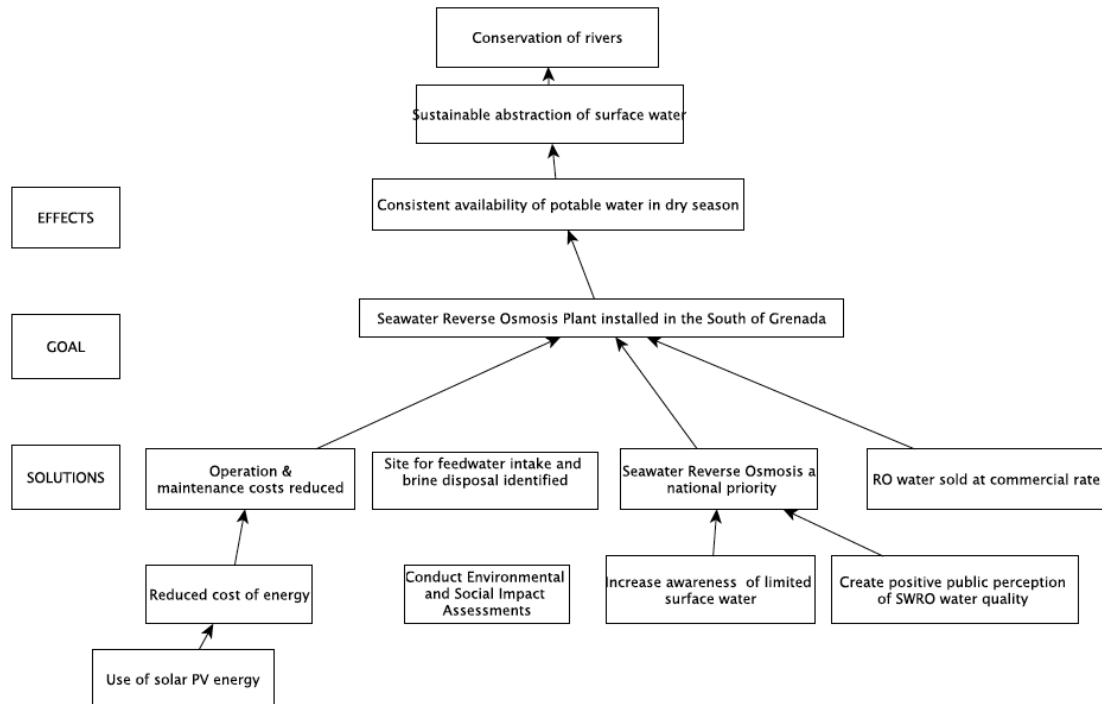 Conservation of rivers
Sustainable abstraction of surface water
Consistent availability of potable water in dry season
EFFECTS
Seawater Reverse Osmosis Plant installed in the South of Grenada
GOAL
SOLUTIONS
Operation &
maintenance costs reduced
Site for feedwater intake and
brine disposal identified
Seawater Reverse Osmosis a
national priority
RO water sold at commercial rate
Reduced cost of energy
Conduct Environmental
and Social Impact
Assessments
Increase awareness of limited
surface water
Create positive public perception
of SWRO water quality
Use of solar PV energy